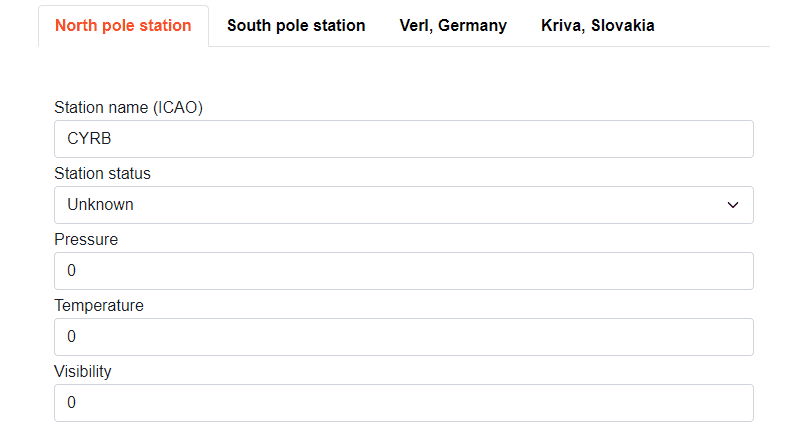 North pole station South pole station Verl, Germany Kriva, Slovakia
Station name (ICAO)
CYRB
Station status
Unknown
Pressure
0
Temperature
0
Visibility
0